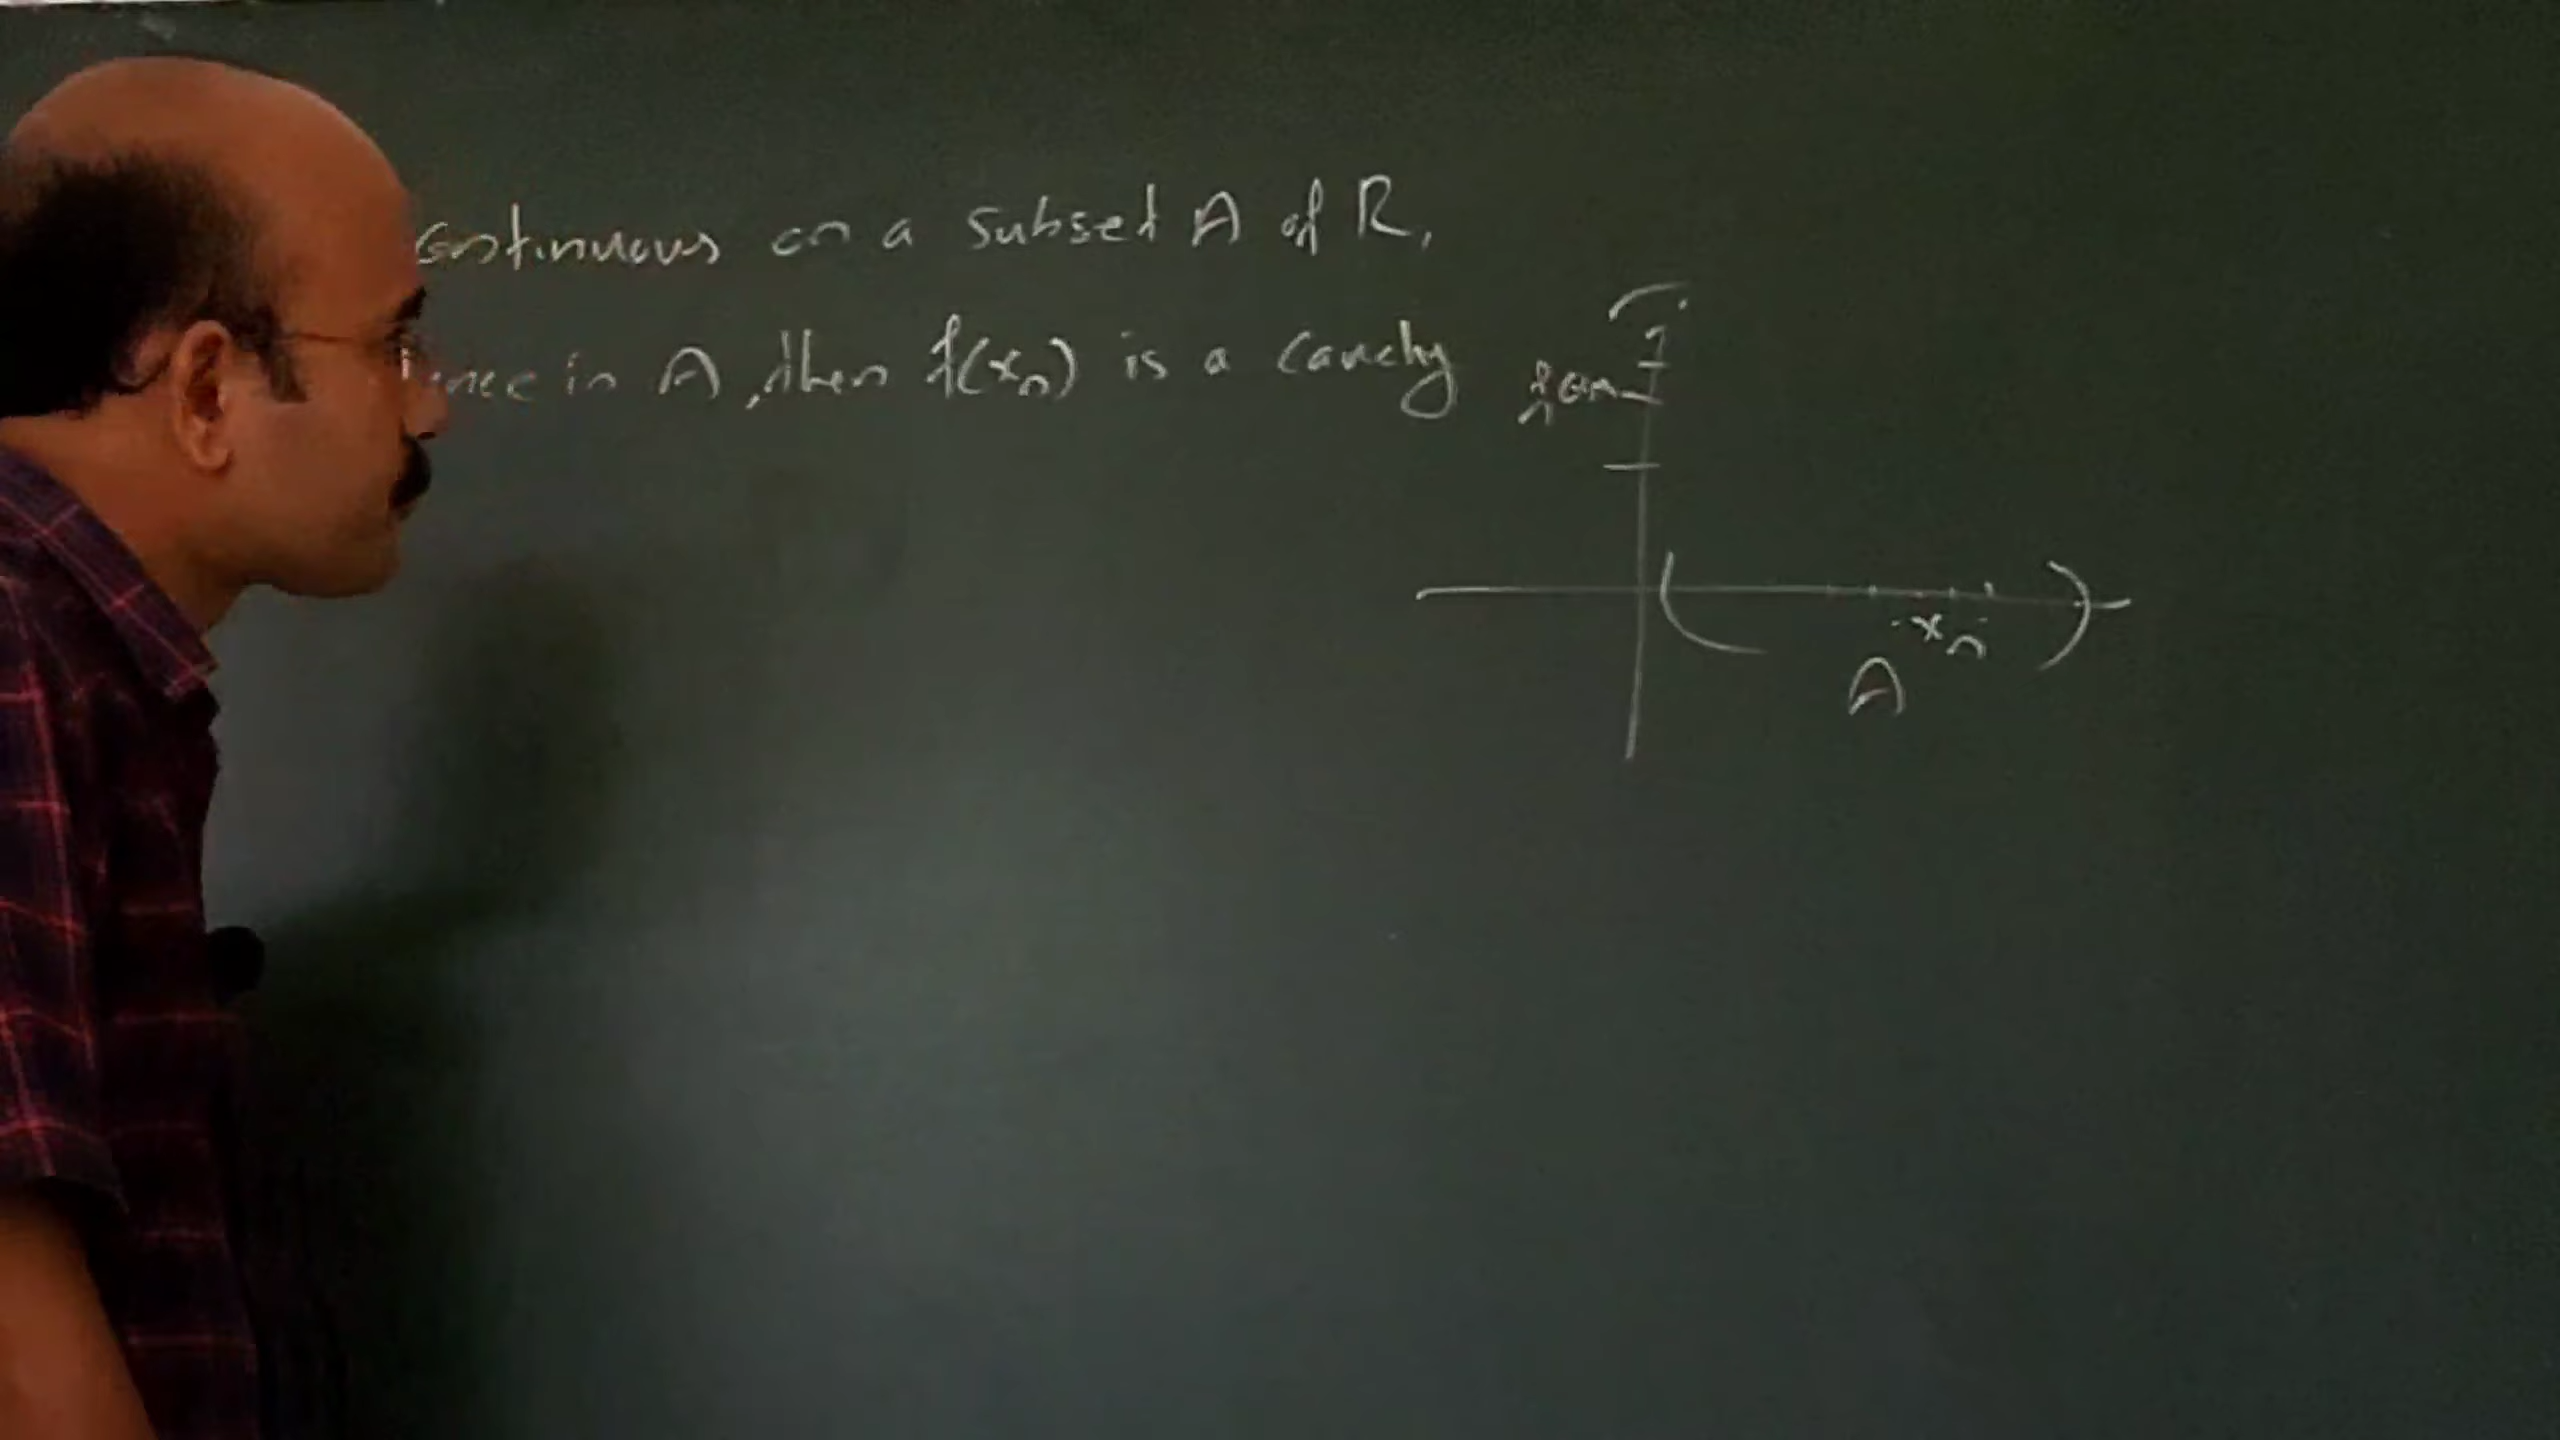 continuous on a subset A of R,
in A, then f(xₙ) is a Cauchy
xₙ
A